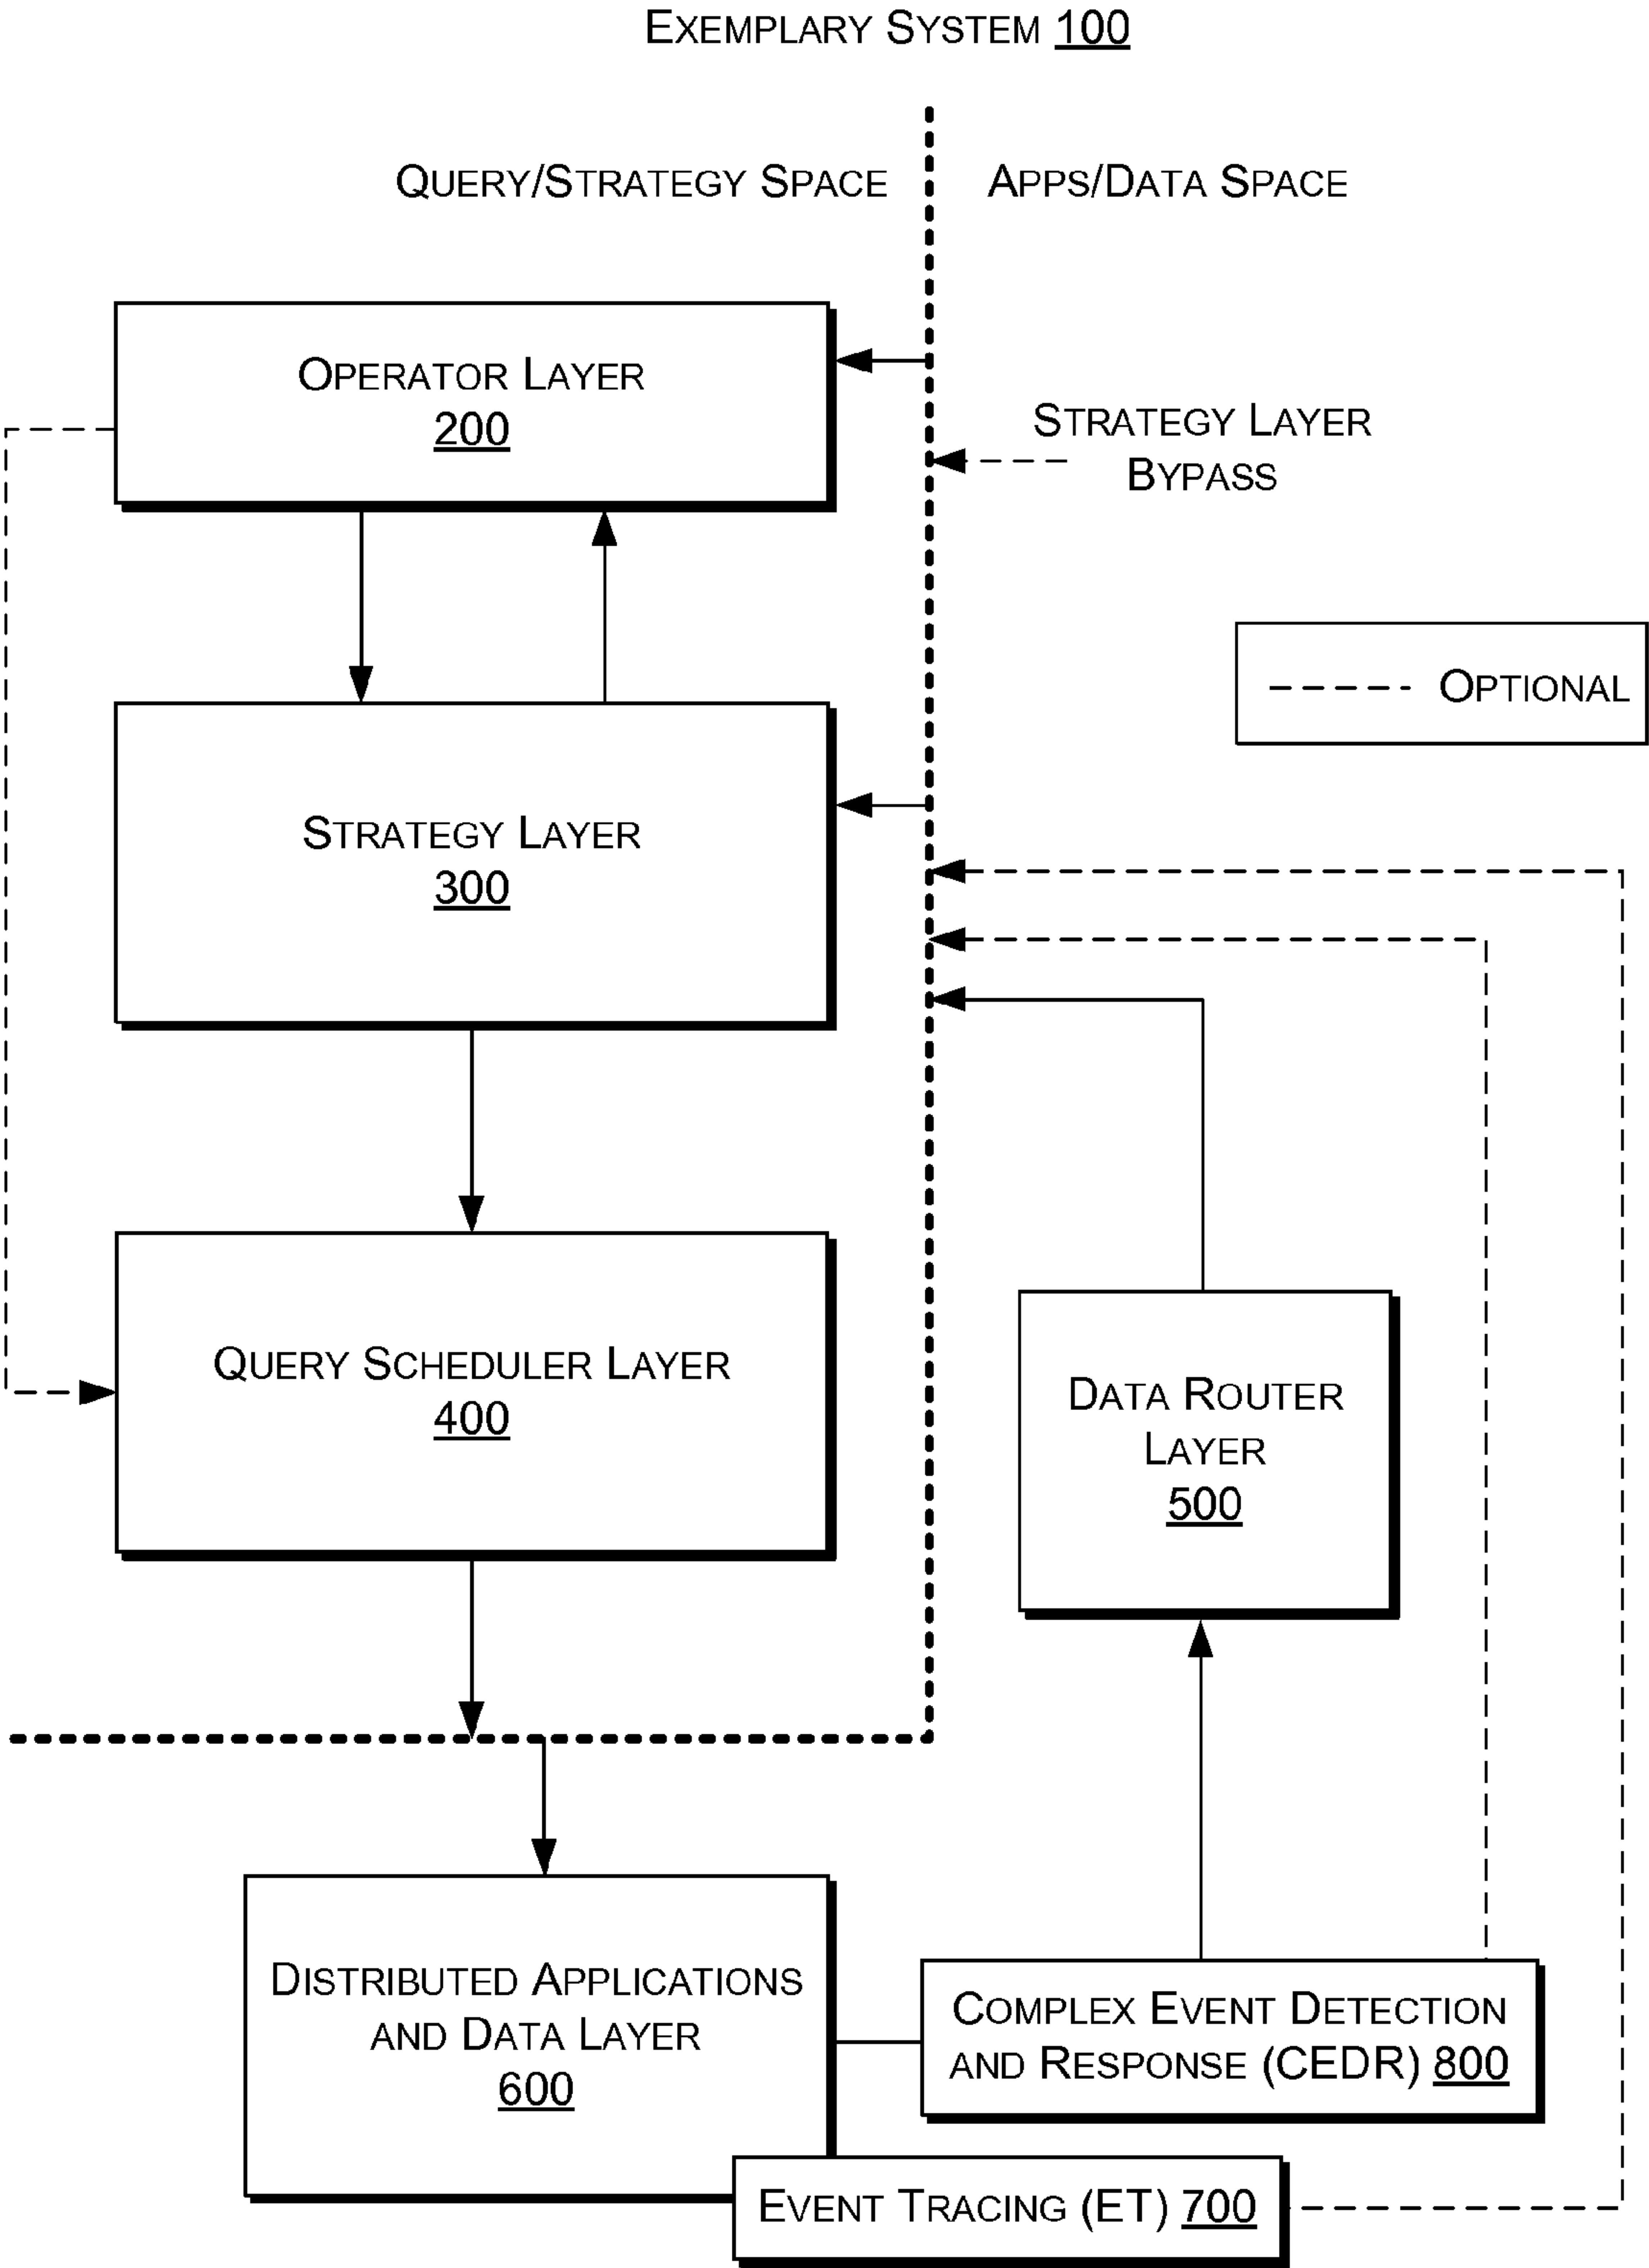 EXEMPLARY SYSTEM 100
QUERY/STRATEGY SPACE
APPS/DATA SPACE
OPERATOR LAYER
200
STRATEGY LAYER
BYPASS
OPTIONAL
STRATEGY LAYER
300
QUERY SCHEDULER LAYER
400
DATA ROUTER
LAYER
500
DISTRIBUTED APPLICATIONS
AND DATA LAYER
600
COMPLEX EVENT DETECTION
AND RESPONSE (CEDR) 800
EVENT TRACING (ET) 700